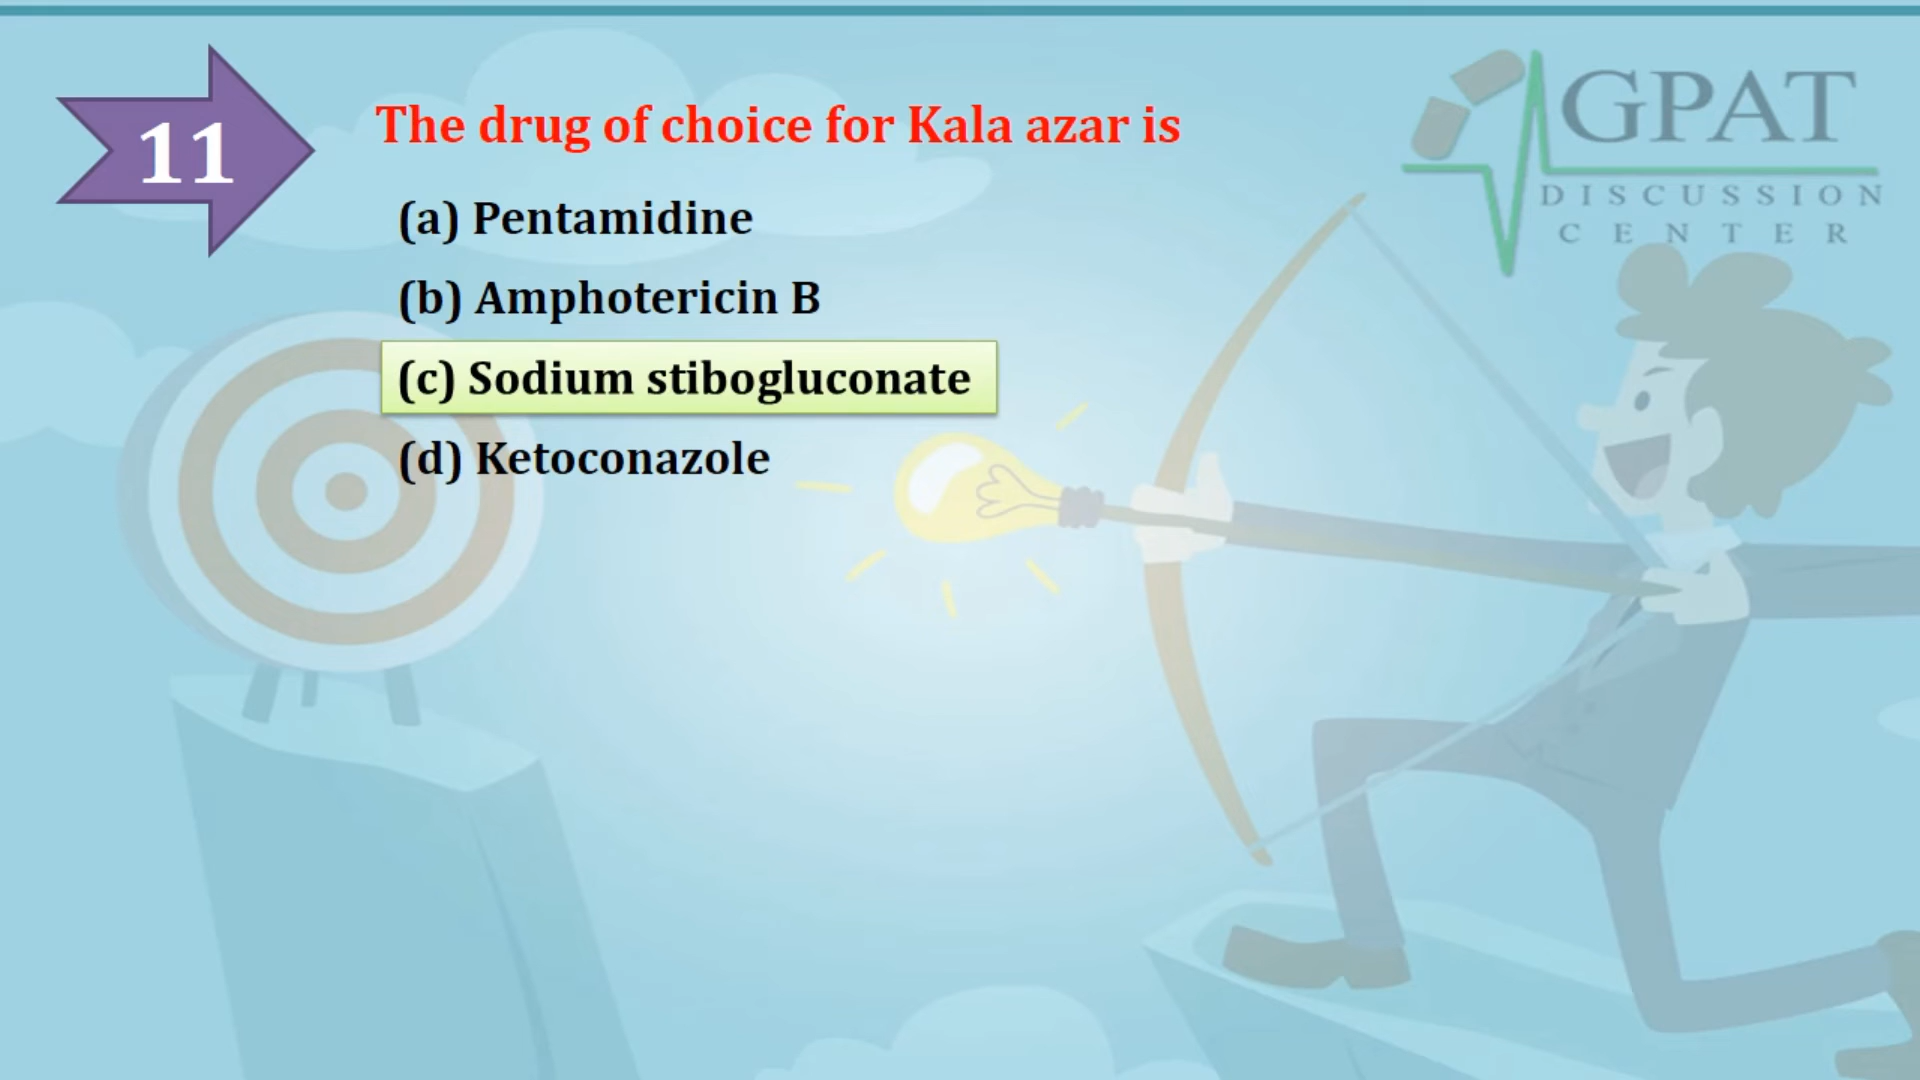 11
The drug of choice for Kala azar is
(a) Pentamidine
(b) Amphotericin B
(c) Sodium stibogluconate
(d) Ketoconazole
GPAT
DISCUSSION
CENTER